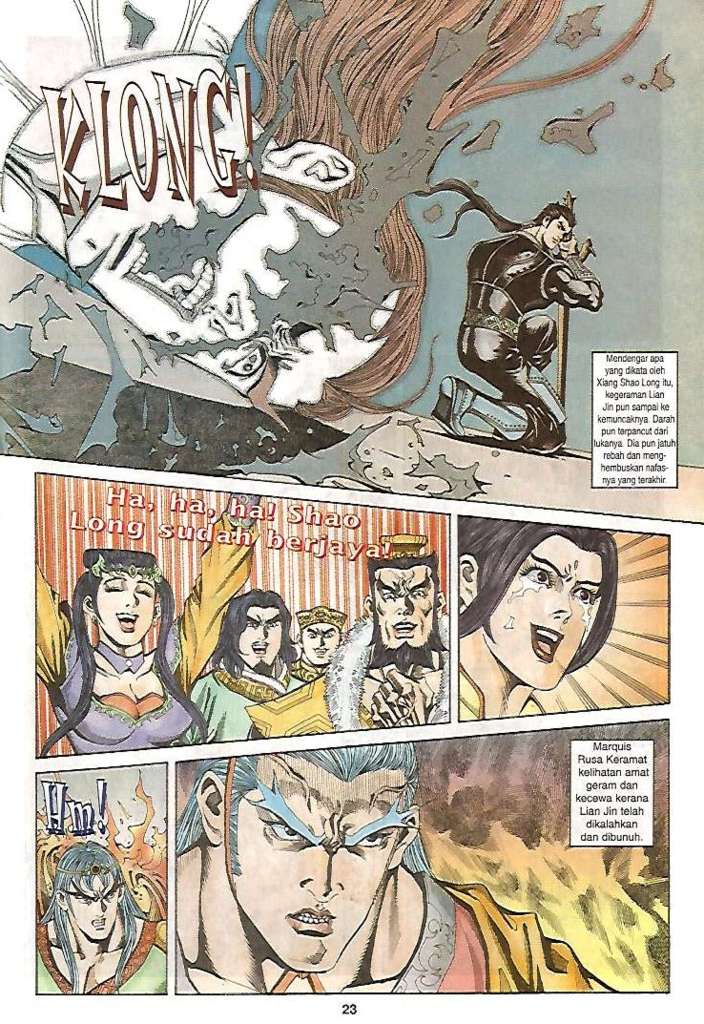 KLONG!
Mendengar apa
yang dikata oleh
Xiang Shao Long itu,
kegeraman Lian
Jin pun sampai ke
kemuncaknya. Darah
pun terpancut dari
lukanya. Dia pun jatuh
rebah dan meng-
hembuskan nafas-
nya yang terakhir.
Ha, ha, ha! Shao
Long sudah berjaya!
Hm!
Marquis
Rusa Keramat
kelihatan amat
geram dan
kecewa kerana
Lian Jin telah
dikalahkan
dan dibunuh.
23